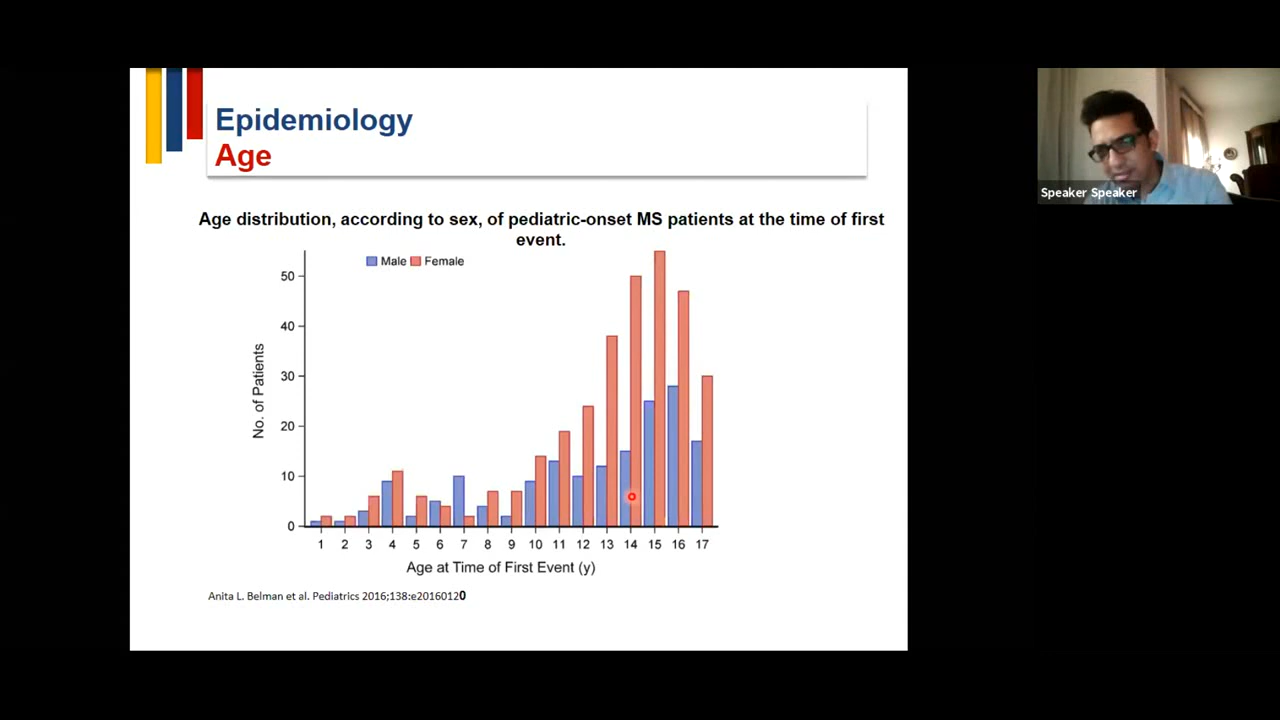 Epidemiology
Age
Age distribution, according to sex, of pediatric-onset MS patients at the time of first
event.
Male Female
50
40
30
20
10
0
No. of Patients
1 2 3 4 5 6 7 8 9 10 11 12 13 14 15 16 17
Age at Time of First Event (y)
Anita L. Belman et al. Pediatrics 2016;138:e20160120
Speaker Speaker